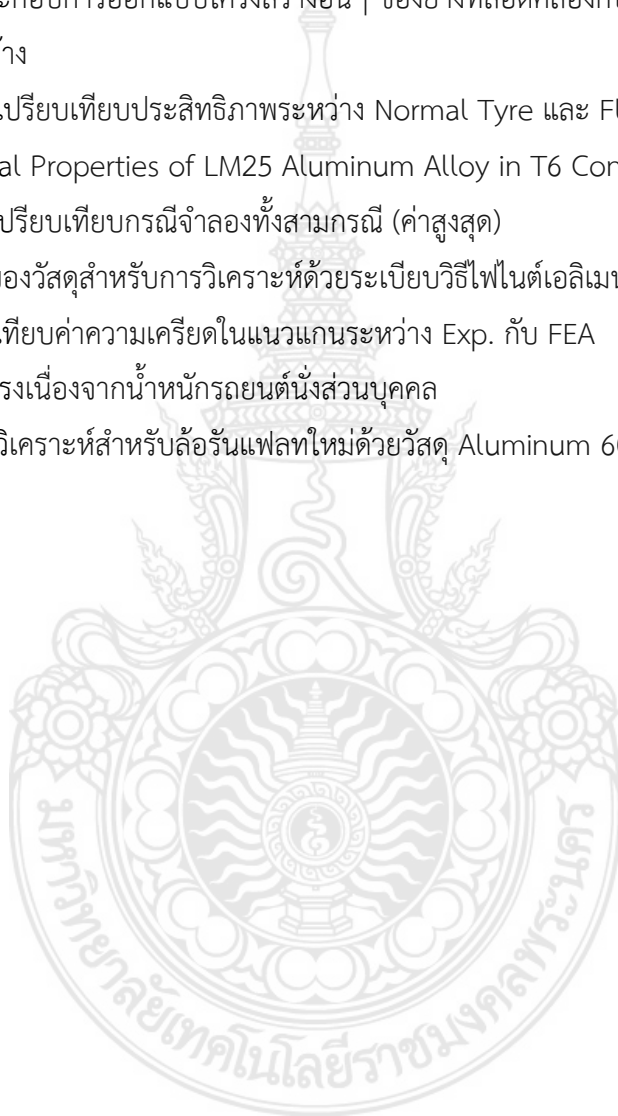 ประกอบการออกแบบโครงสร้างอื่น ๆ ของยางที่สอดคล้องกับ
ข้าง
เปรียบเทียบประสิทธิภาพระหว่าง Normal Tyre และ
al Properties of LM25 Aluminum Alloy in T6
เปรียบเทียบกรณีจำลองทั้งสามกรณี (ค่าสูงสุด)
ของวัสดุสำหรับการวิเคราะห์ด้วยระเบียบวิธีไฟไนต์เอลิเมน
เทียบค่าความเครียดในแนวแกนระหว่าง Exp. กับ FEA
แรงเนื่องจากน้ำหนักรถยนต์นั่งส่วนบุคคล
วิเคราะห์สำหรับล้อรันแฟลทใหม่ด้วยวัสดุ Aluminum
มหาวิทยาลัยเทคโนโลยีราชมงคลพระนคร